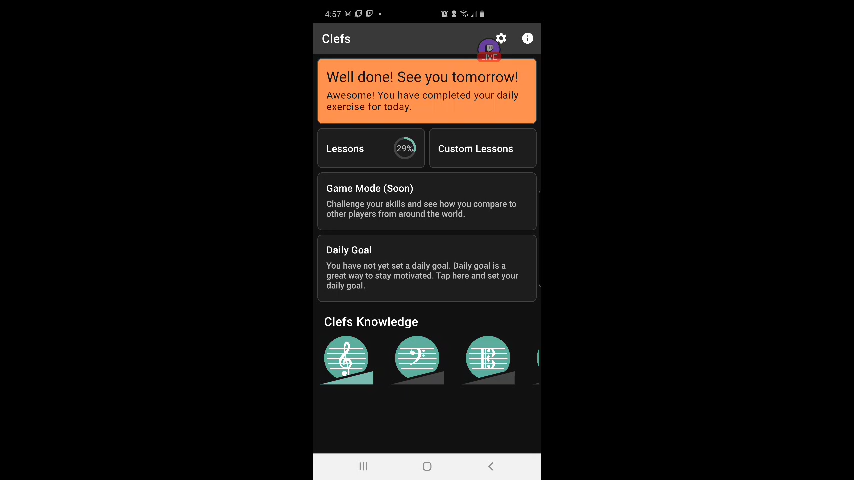 4:57
Clefs
LIVE
Well done! See you tomorrow!
Awesome! You have completed your daily
exercise for today.
Lessons
29%
Custom Lessons
Game Mode (Soon)
Challenge your skills and see how you compare to
other players from around the world.
Daily Goal
You have not yet set a daily goal. Daily goal is a
great way to stay motivated. Tap here and set your
daily goal.
Clefs Knowledge